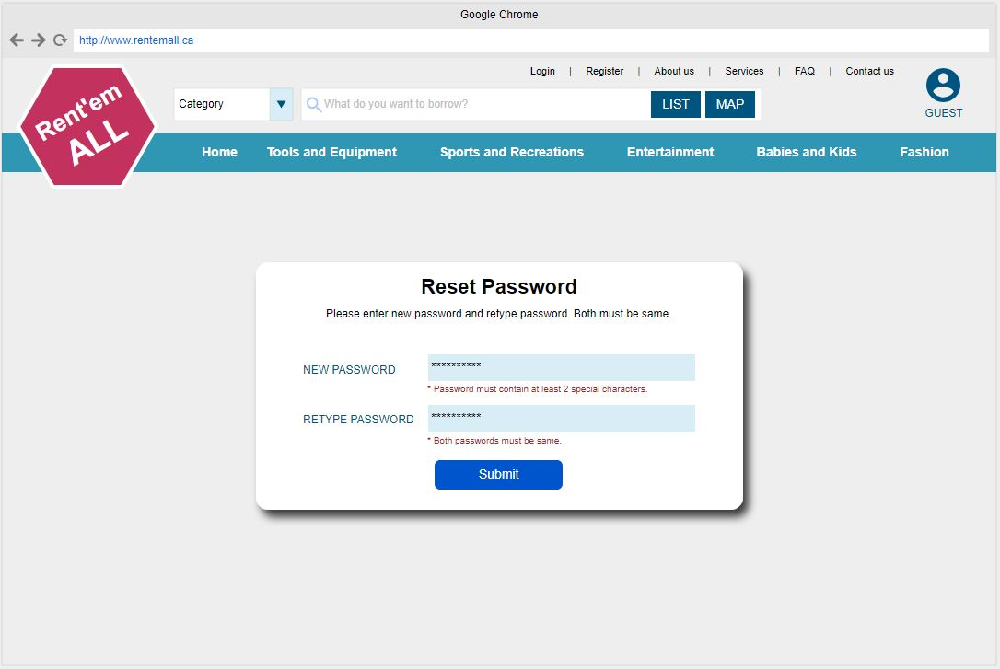 Google Chrome
http://www.rentemall.ca
Login | Register | About us | Services | FAQ | Contact us
Rent'em
ALL
Category
What do you want to borrow?
LIST
MAP
GUEST
Home Tools and Equipment Sports and Recreations Entertainment Babies and Kids Fashion
Reset Password
Please enter new password and retype password. Both must be same.
NEW PASSWORD **********
* Password must contain at least 2 special characters.
RETYPE PASSWORD **********
* Both passwords must be same.
Submit